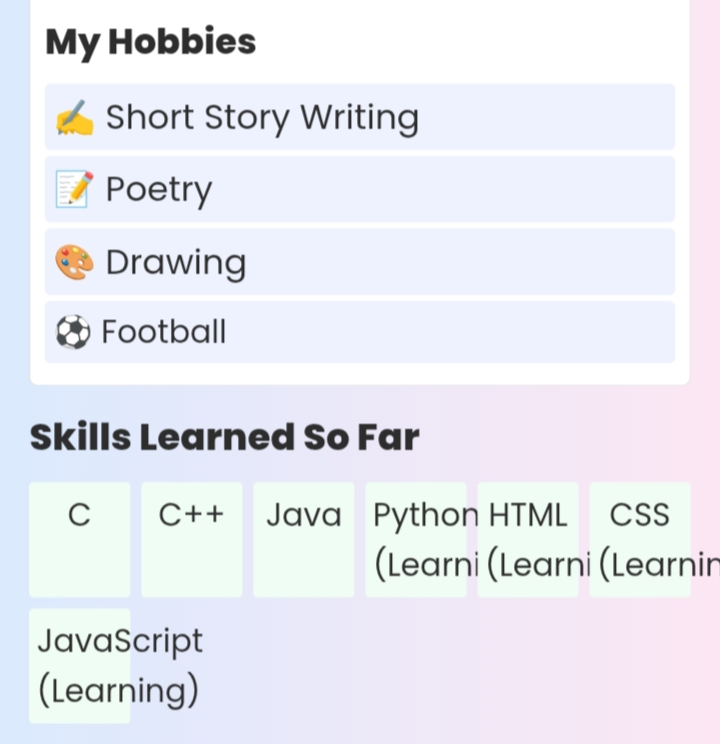 My Hobbies
✍️ Short Story Writing
📝 Poetry
🎨 Drawing
⚽ Football
Skills Learned So Far
C C++ Java Python HTML CSS
(Learni (Learni (Learnin
JavaScript
(Learning)